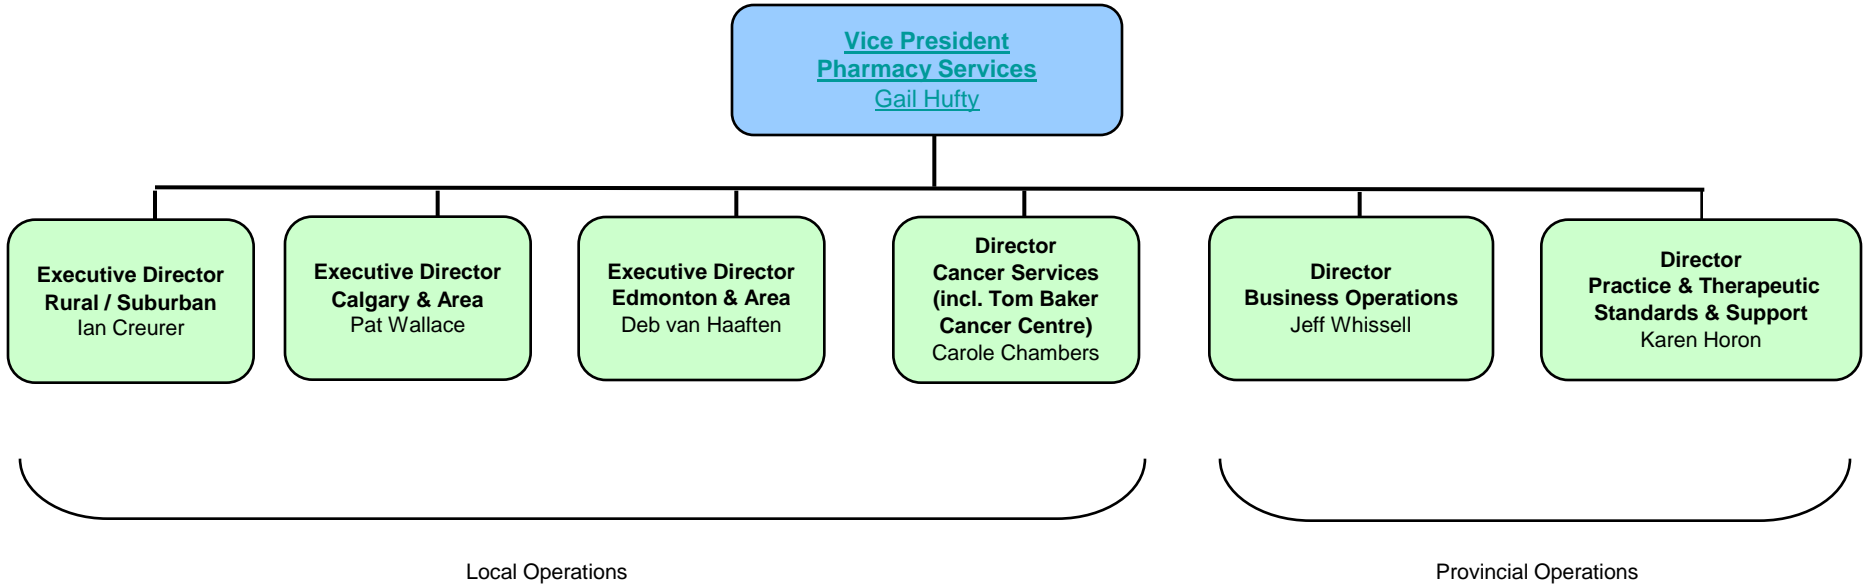 Vice President
Pharmacy Services
Gail Hufty
Executive Director
Rural / Suburban
Ian Creurer
Executive Director
Calgary & Area
Pat Wallace
Executive Director
Edmonton & Area
Deb van Haaften
Director
Cancer Services
(incl. Tom Baker
Cancer Centre)
Carole Chambers
Director
Business Operations
Jeff Whissell
Director
Practice & Therapeutic
Standards & Support
Karen Horon
Local Operations
Provincial Operations